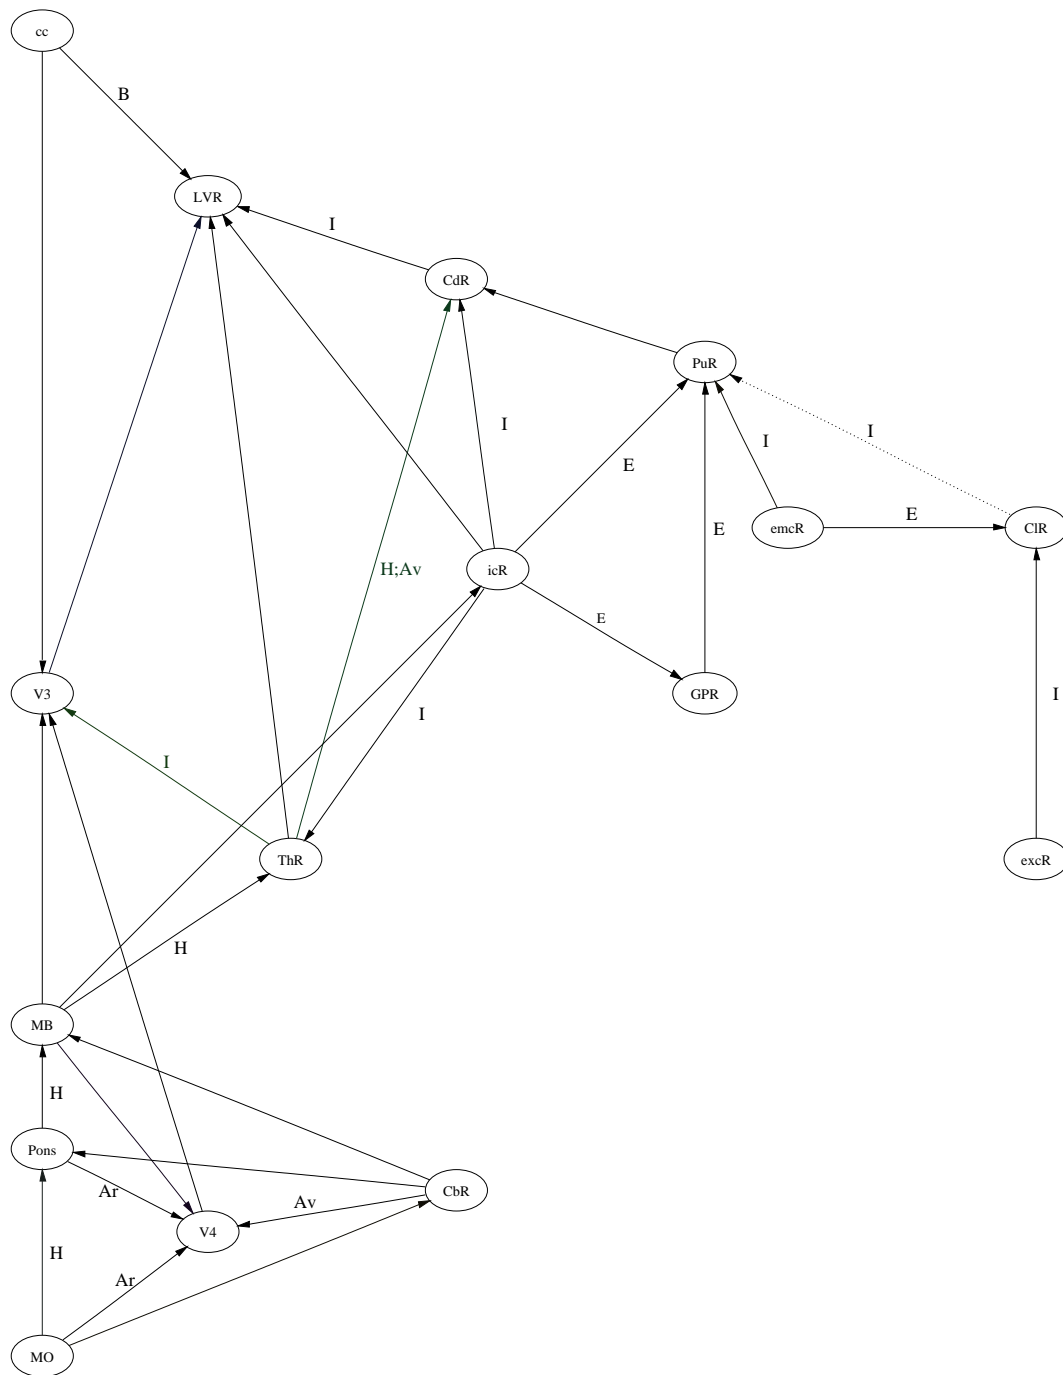 cc
B
LVR
I
CdR
PuR
I
I
I
E
emcR
E
ClR
E
H;Av
icR
E
V3
GPR
I
I
I
ThR
excR
H
MB
H
Pons
CbR
Ar
Av
V4
H
Ar
MO